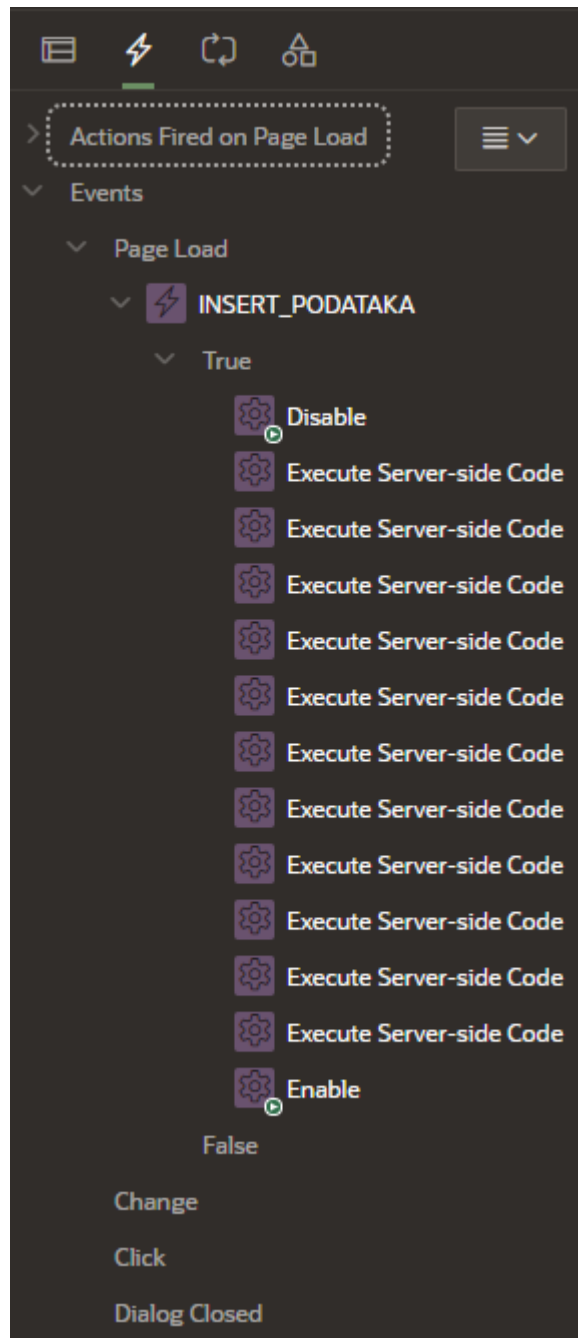 Actions Fired on Page Load
Events
Page Load
INSERT_PODATAKA
True
Disable
Execute Server-side Code
Execute Server-side Code
Execute Server-side Code
Execute Server-side Code
Execute Server-side Code
Execute Server-side Code
Execute Server-side Code
Execute Server-side Code
Execute Server-side Code
Execute Server-side Code
Execute Server-side Code
Enable
False
Change
Click
Dialog Closed